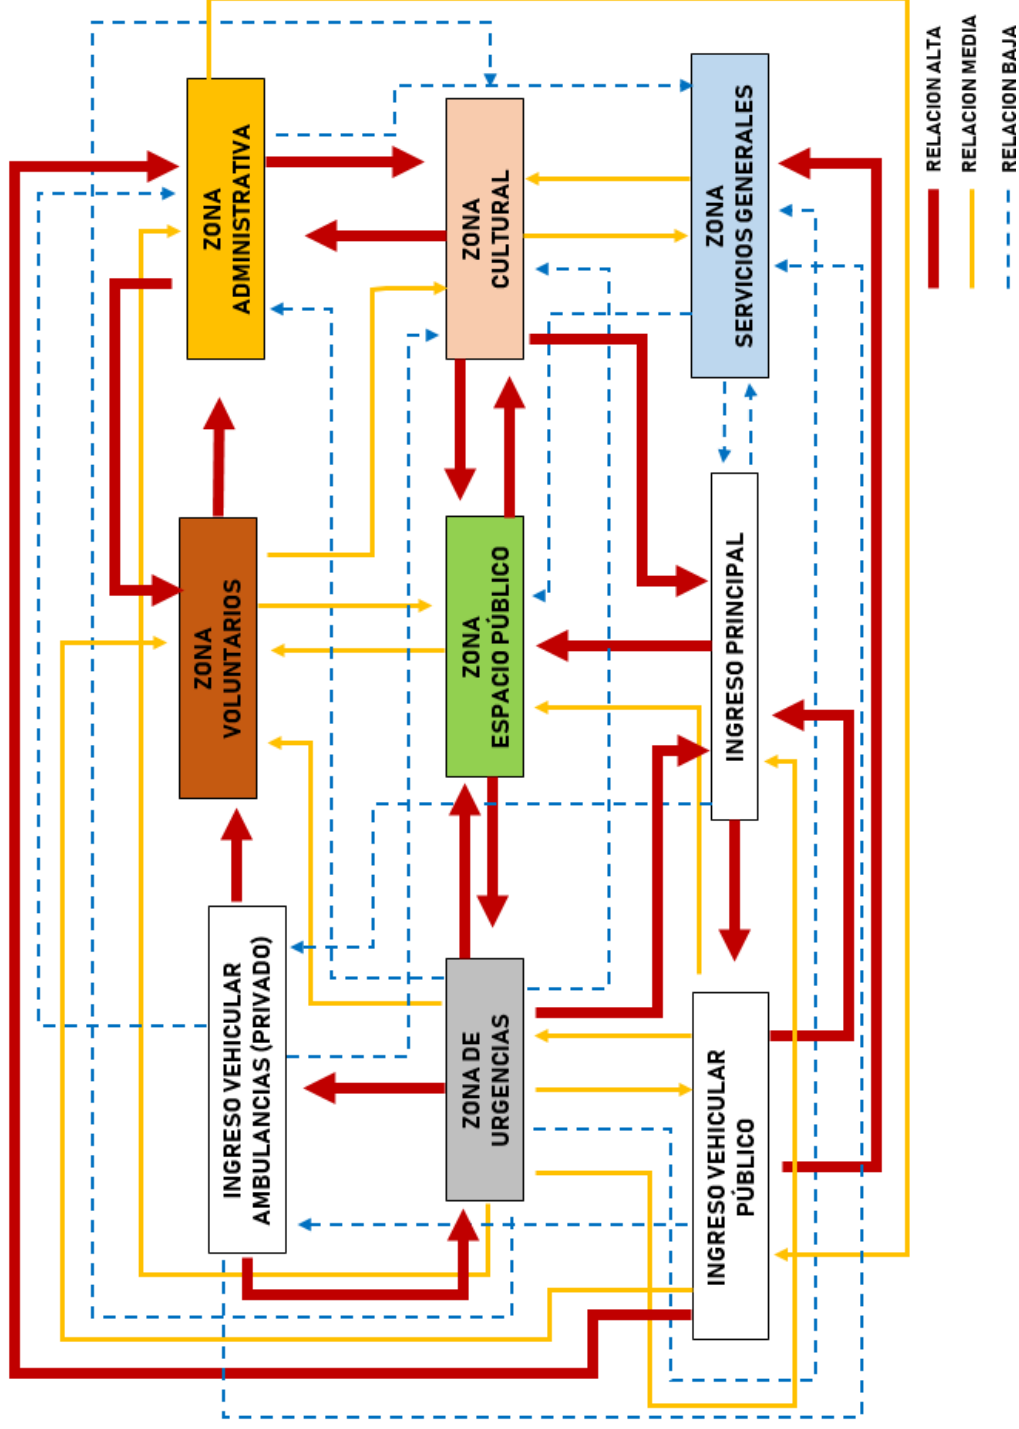 INGRESO VEHICULAR
AMBULANCIAS (PRIVADO)
ZONA
VOLUNTARIOS
ZONA
ADMINISTRATIVA
ZONA DE
URGENCIAS
ZONA
ESPACIO PÚBLICO
ZONA
CULTURAL
INGRESO VEHICULAR
PÚBLICO
INGRESO PRINCIPAL
ZONA
SERVICIOS GENERALES
RELACION ALTA
RELACION MEDIA
RELACION BAJA